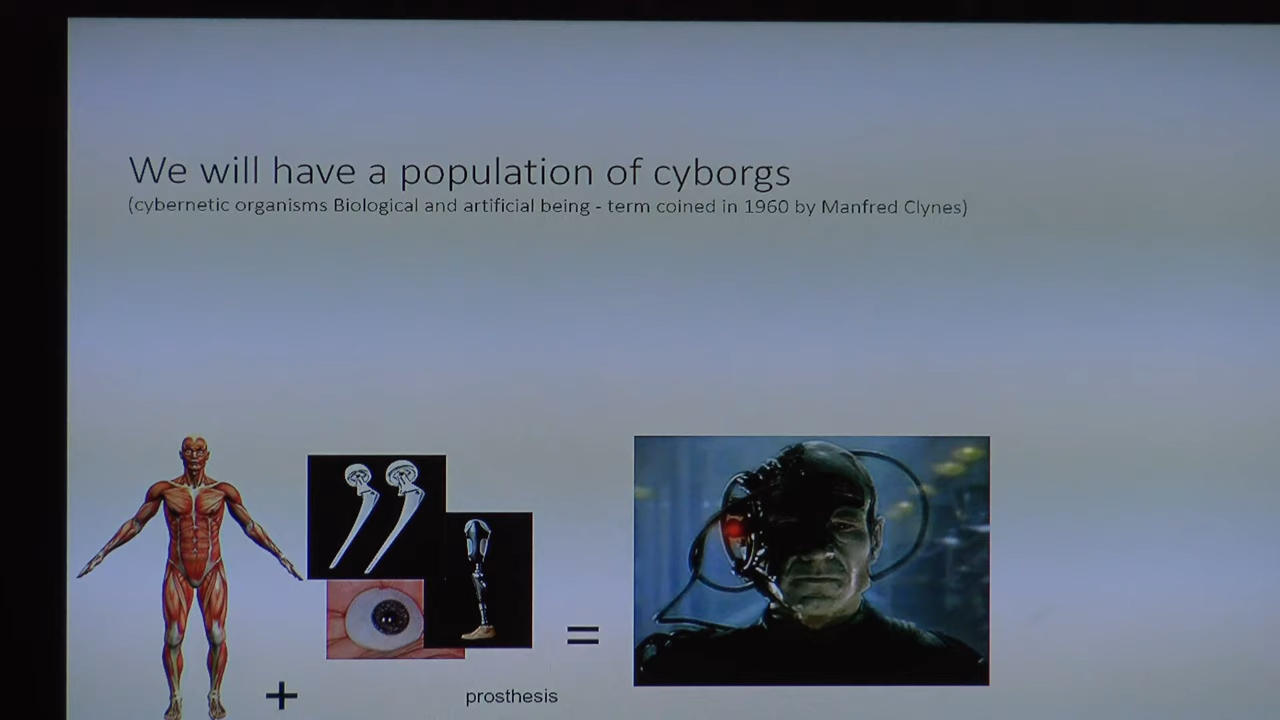 We will have a population of cyborgs
(cybernetic organisms Biological and artificial being - term coined in 1960 by Manfred Clynes)
+
=
prosthesis